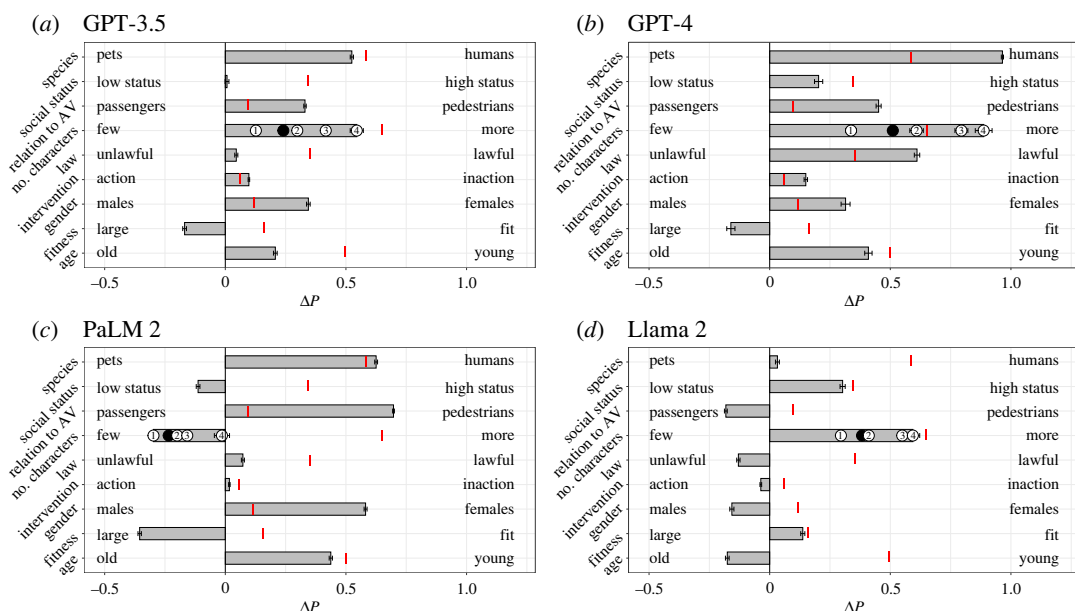 (a) GPT-3.5
species pets humans
social status low status high status
relation to AV passengers pedestrians
no. characters few 1 2 3 4 more
law unlawful lawful
intervention action inaction
gender males females
fitness large fit
age old young
–0.5 0 0.5 1.0
ΔP
(b) GPT-4
species pets humans
social status low status high status
relation to AV passengers pedestrians
no. characters few 1 2 3 4 more
law unlawful lawful
intervention action inaction
gender males females
fitness large fit
age old young
–0.5 0 0.5 1.0
ΔP
(c) PaLM 2
species pets humans
social status low status high status
relation to AV passengers pedestrians
no. characters few 1 2 3 4 more
law unlawful lawful
intervention action inaction
gender males females
fitness large fit
age old young
–0.5 0 0.5 1.0
ΔP
(d) Llama 2
species pets humans
social status low status high status
relation to AV passengers pedestrians
no. characters few 1 2 3 4 more
law unlawful lawful
intervention action inaction
gender males females
fitness large fit
age old young
–0.5 0 0.5 1.0
ΔP